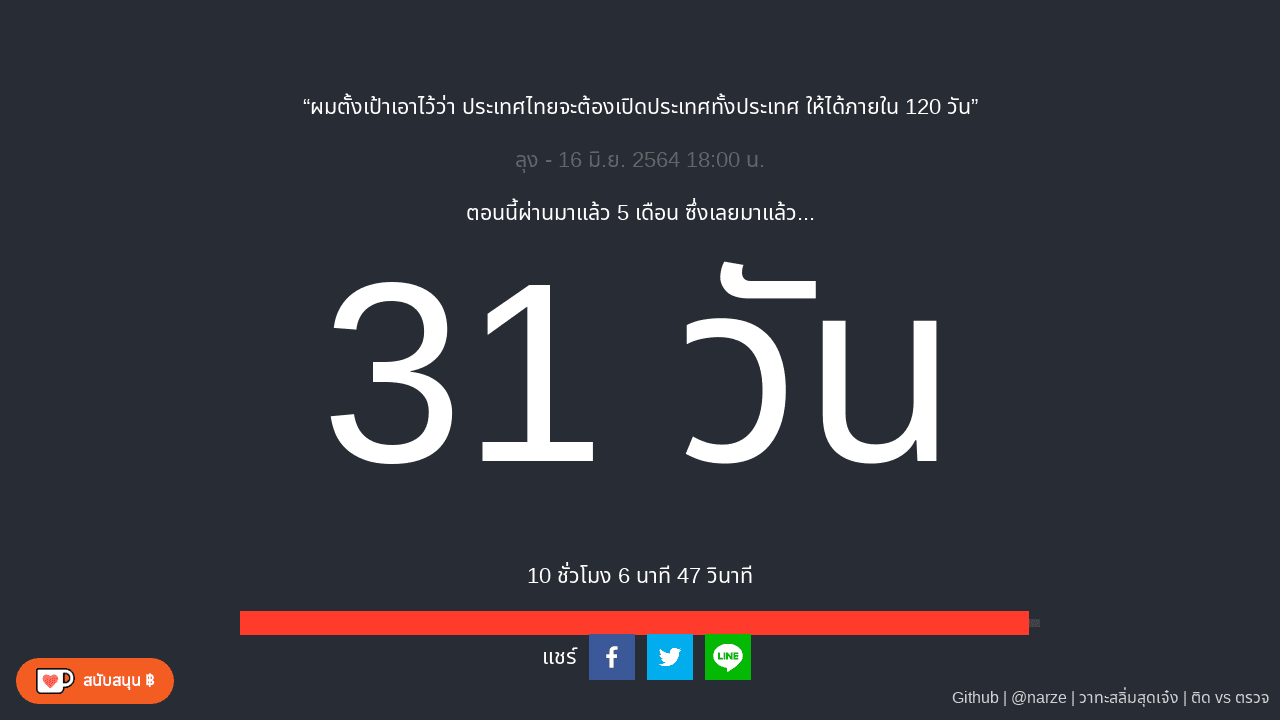 “ผมตั้งเป้าเอาไว้ว่า ประเทศไทยจะต้องเปิดประเทศทั้งประเทศ ให้ได้ภายใน 120 วัน”
ลุง - 16 มิ.ย. 2564 18:00 น.
ตอนนี้ผ่านมาแล้ว 5 เดือน ซึ่งเลยมาแล้ว...
31 วัน
10 ชั่วโมง 6 นาที 47 วินาที
แชร์
LINE
สนับสนุน ฿
Github | @narze | วาทะสลิ่มสุดเจ๋ง | ติด vs ตรวจ